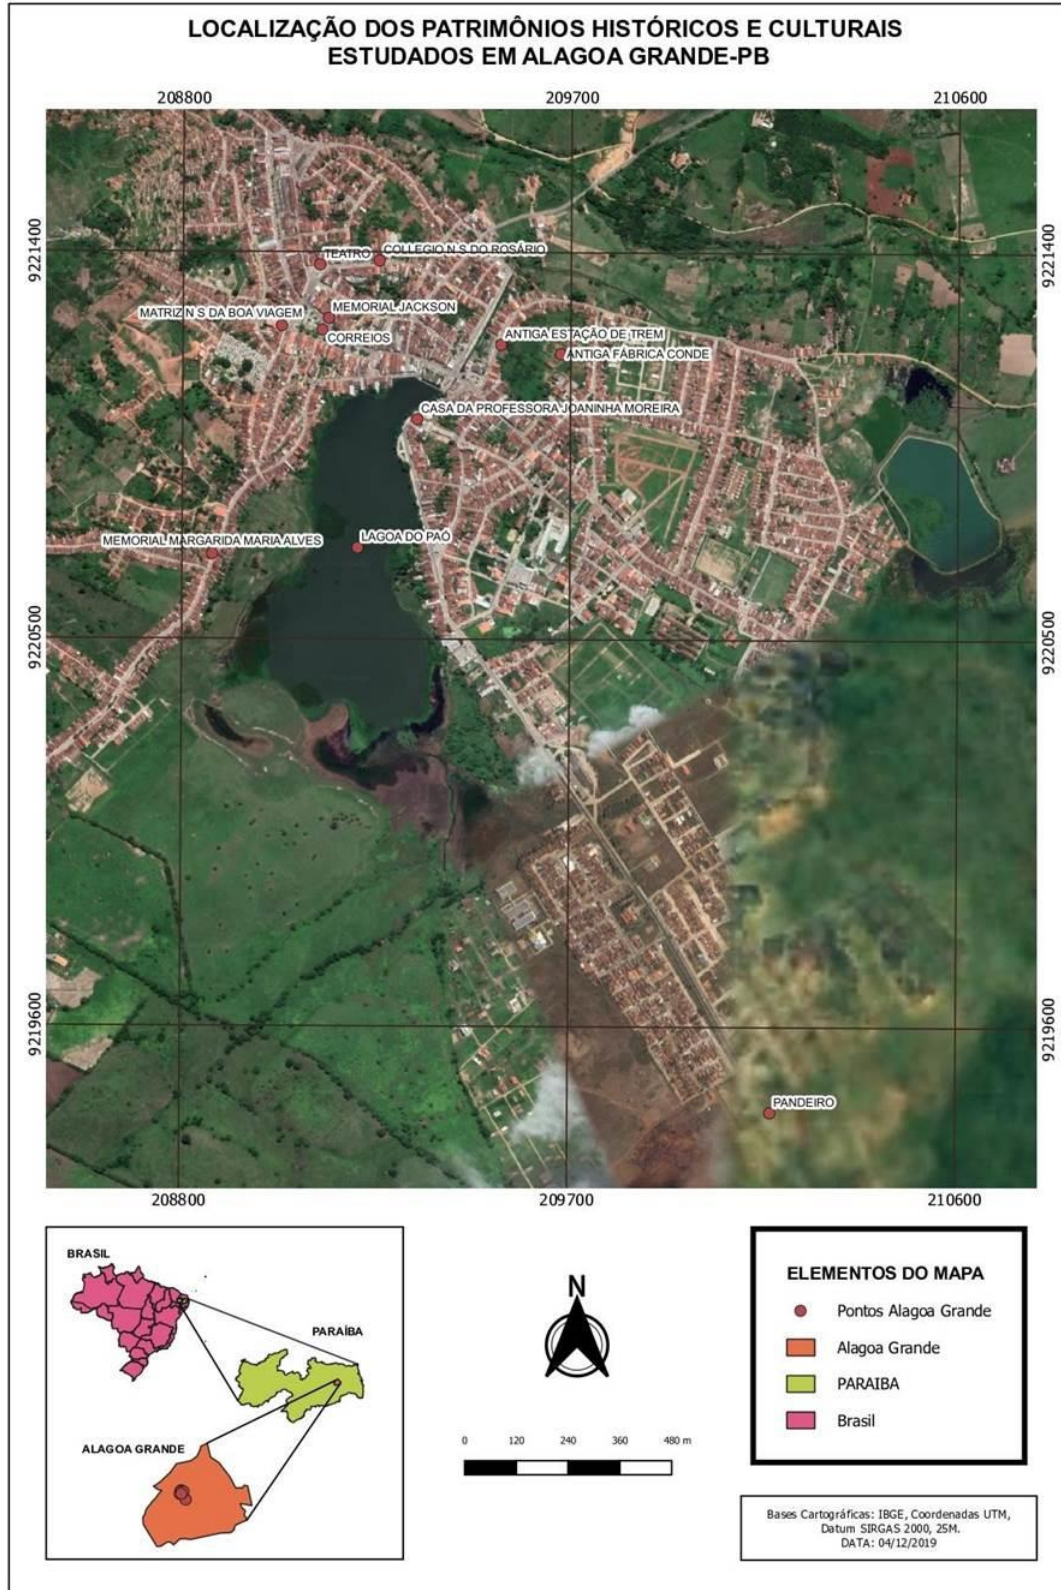 LOCALIZAÇÃO DOS PATRIMÔNIOS HISTÓRICOS E CULTURAIS
ESTUDADOS EM ALAGOA GRANDE-PB
208800
209700
210600
9221400
9221400
TEATRO
COLLEGIO N S DO ROSÁRIO
MATRIZ N S DA BOA VIAGEM
MEMORIAL JACKSON
CORREIOS
ANTIGA ESTAÇÃO DE TREM
ANTIGA FÁBRICA CONDE
CASA DA PROFESSORA JOANINHA MOREIRA
MEMORIAL MARGARIDA MARIA ALVES
LAGOA DO PAÓ
9220500
9220500
9219600
9219600
PANDEIRO
208800
209700
210600
BRASIL
PARAÍBA
ALAGOA GRANDE
N
0
120
240
360
480 m
ELEMENTOS DO MAPA
Pontos Alagoa Grande
Alagoa Grande
PARAIBA
Brasil
Bases Cartográficas: IBGE, Coordenadas UTM,
Datum SIRGAS 2000, 25M.
DATA: 04/12/2019